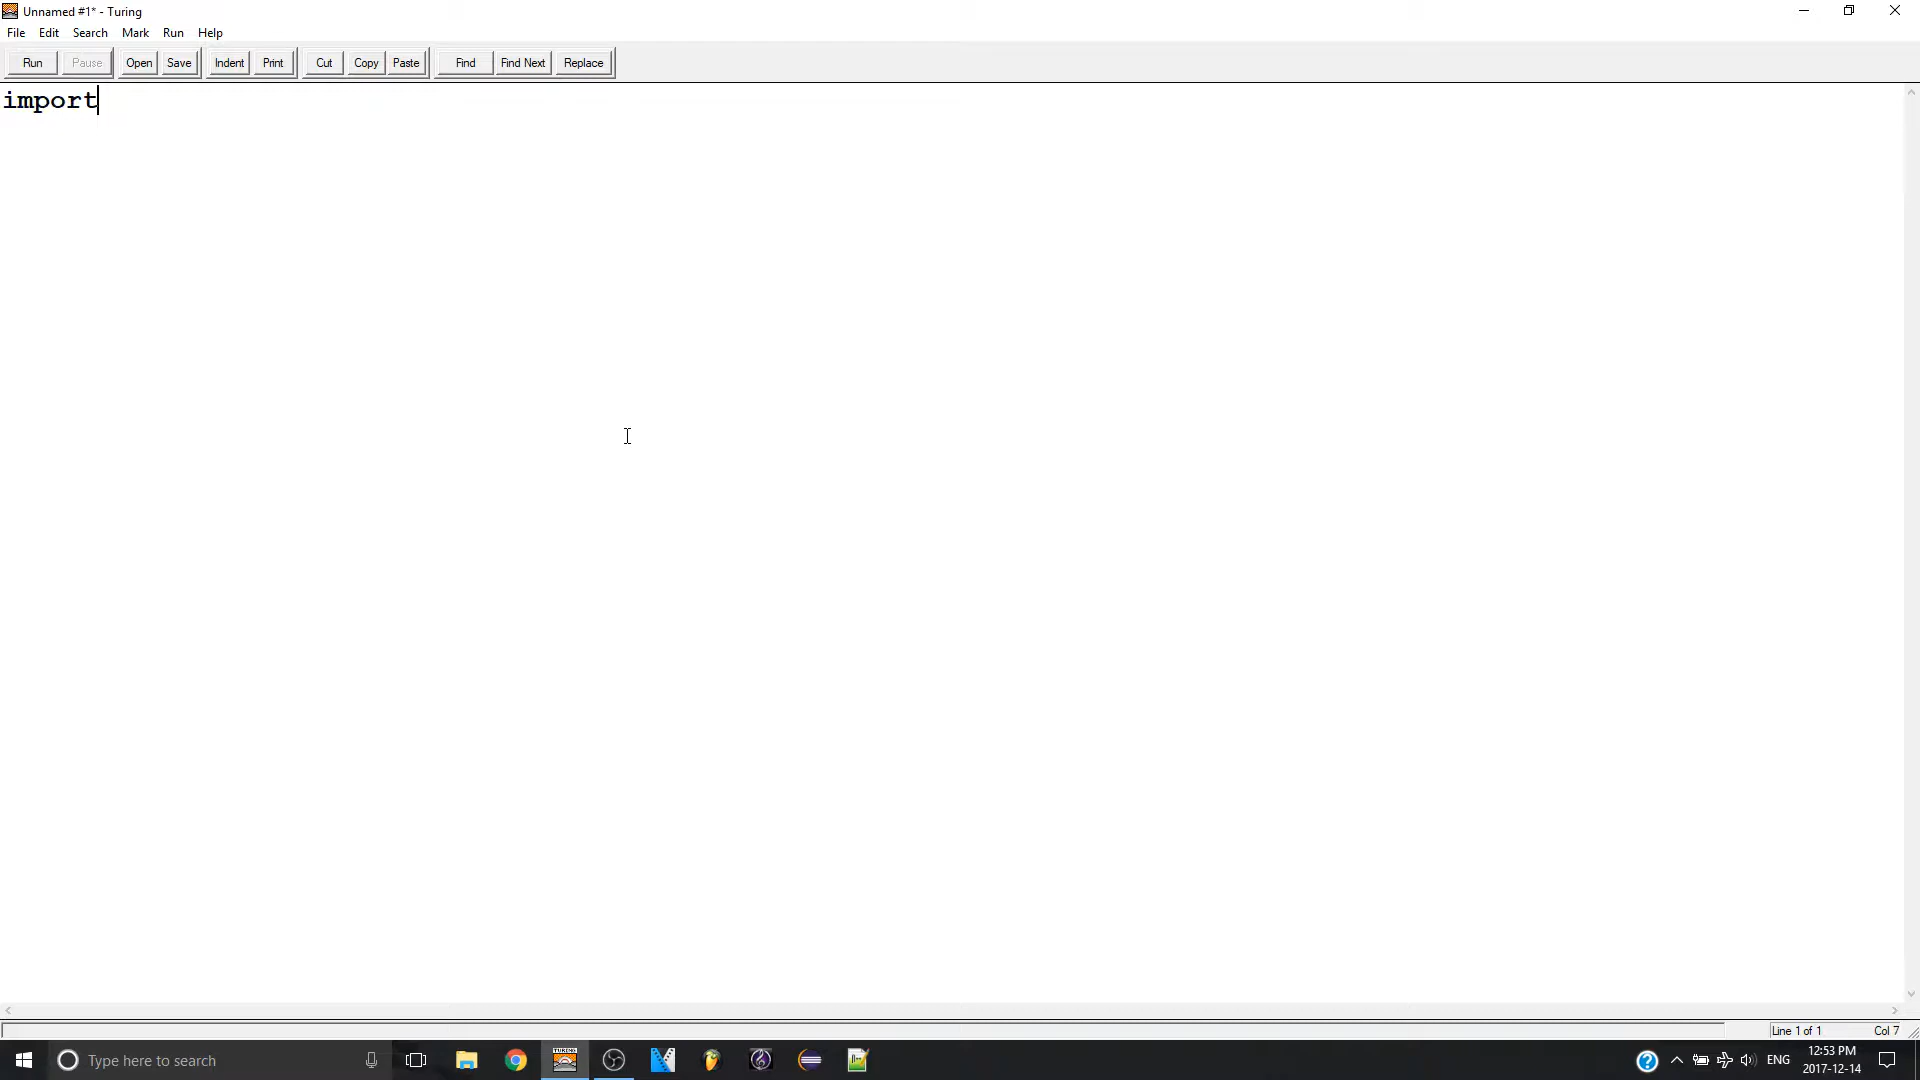 Unnamed #1* - Turing
File Edit Search Mark Run Help
Run Pause Open Save Indent Print Cut Copy Paste Find Find Next Replace
import
Line 1 of 1 Col 7
Type here to search
TURING
ENG
12:53 PM
2017-12-14